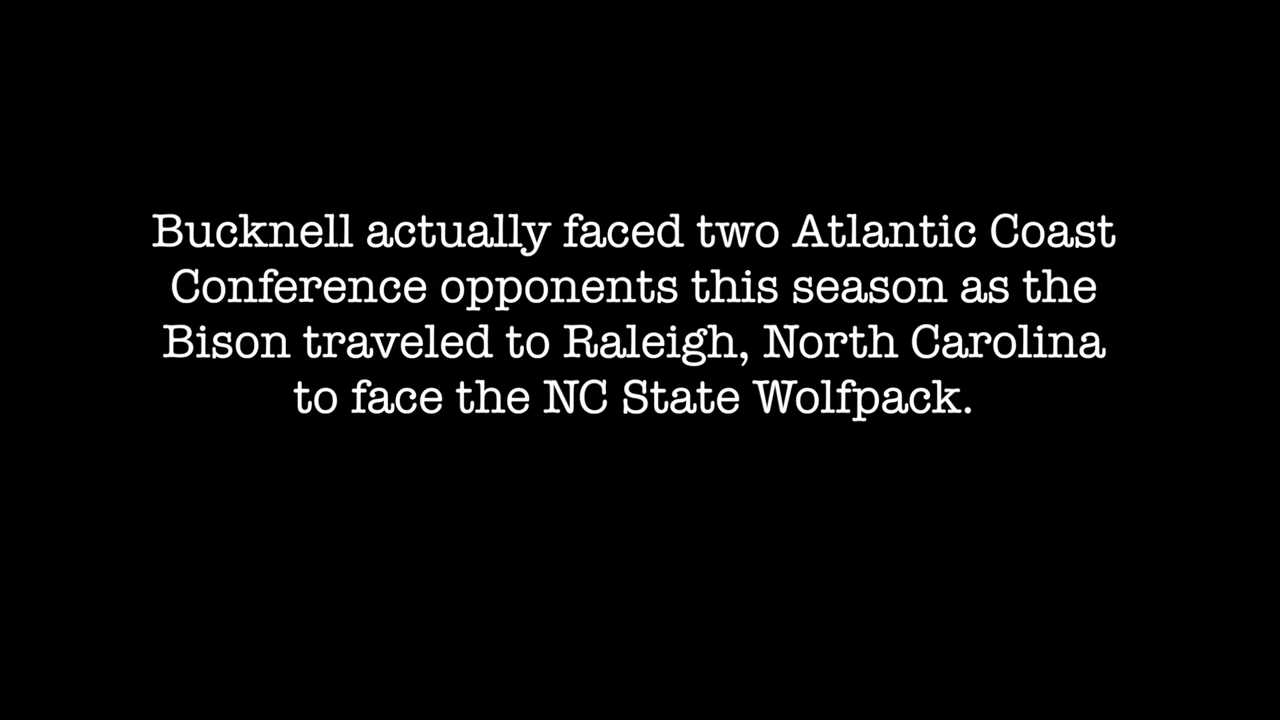 Bucknell actually faced two Atlantic Coast
Conference opponents this season as the
Bison traveled to Raleigh, North Carolina
to face the NC State Wolfpack.